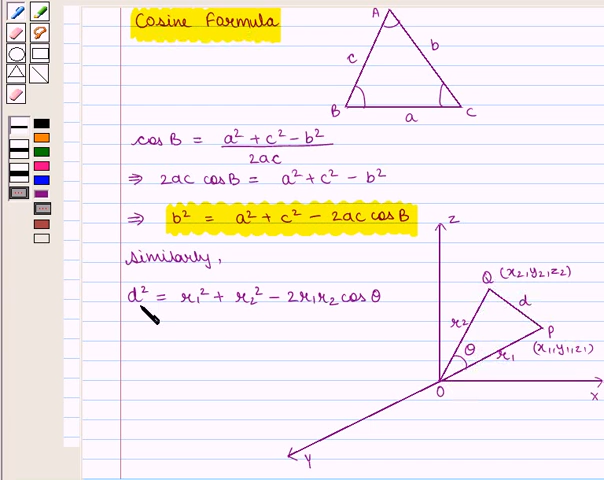 Cosine Formula
A
c
b
B
C
a
cos B = a² + c² - b² / 2ac
⇒ 2ac cos B = a² + c² - b²
⇒ b² = a² + c² - 2ac cos B
Similarly,
d² = r₁² + r₂² - 2r₁r₂ cos θ
Z
Q (x₂,y₂,z₂)
d
r₂
P
(x₁,y₁,z₁)
θ
r₁
O
X
Y